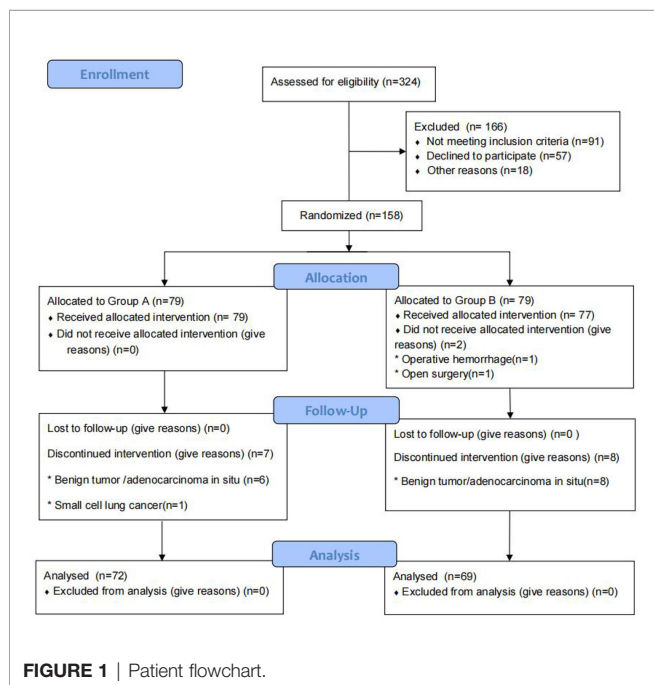 Enrollment
Assessed for eligibility (n=324)
Excluded (n= 166)
♦ Not meeting inclusion criteria (n=91)
♦ Declined to participate (n=57)
♦ Other reasons (n=18)
Randomized (n=158)
Allocation
Allocated to Group A (n=79)
♦ Received allocated intervention (n= 79)
♦ Did not receive allocated intervention (give
reasons) (n=0)
Allocated to Group B (n= 79)
♦ Received allocated intervention (n= 77)
♦ Did not receive allocated intervention (give
reasons) (n=2)
* Operative hemorrhage(n=1)
* Open surgery(n=1)
Follow-Up
Lost to follow-up (give reasons) (n=0)
Discontinued intervention (give reasons) (n=7)
* Benign tumor /adenocarcinoma in situ(n=6)
* Small cell lung cancer(n=1)
Lost to follow-up (give reasons) (n=0 )
Discontinued intervention (give reasons) (n=8)
* Benign tumor/adenocarcinoma in situ(n=8)
Analysis
Analysed (n=72)
♦ Excluded from analysis (give reasons) (n=0)
Analysed (n=69)
♦ Excluded from analysis (give reasons) (n=0)
FIGURE 1 | Patient flowchart.